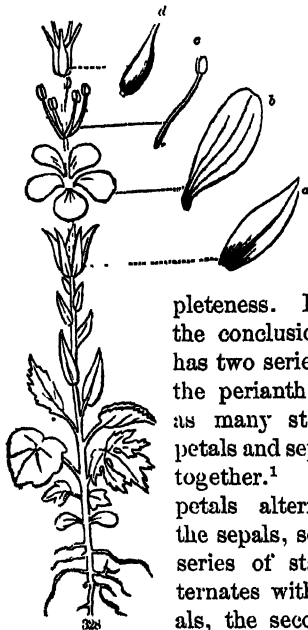 d
c
b
a
pleteness.
the conclusio
has two serie
the perianth
as many st
petals and sep
together.¹
petals altern
the sepals, se
series of st
ternates with
als, the seco
328